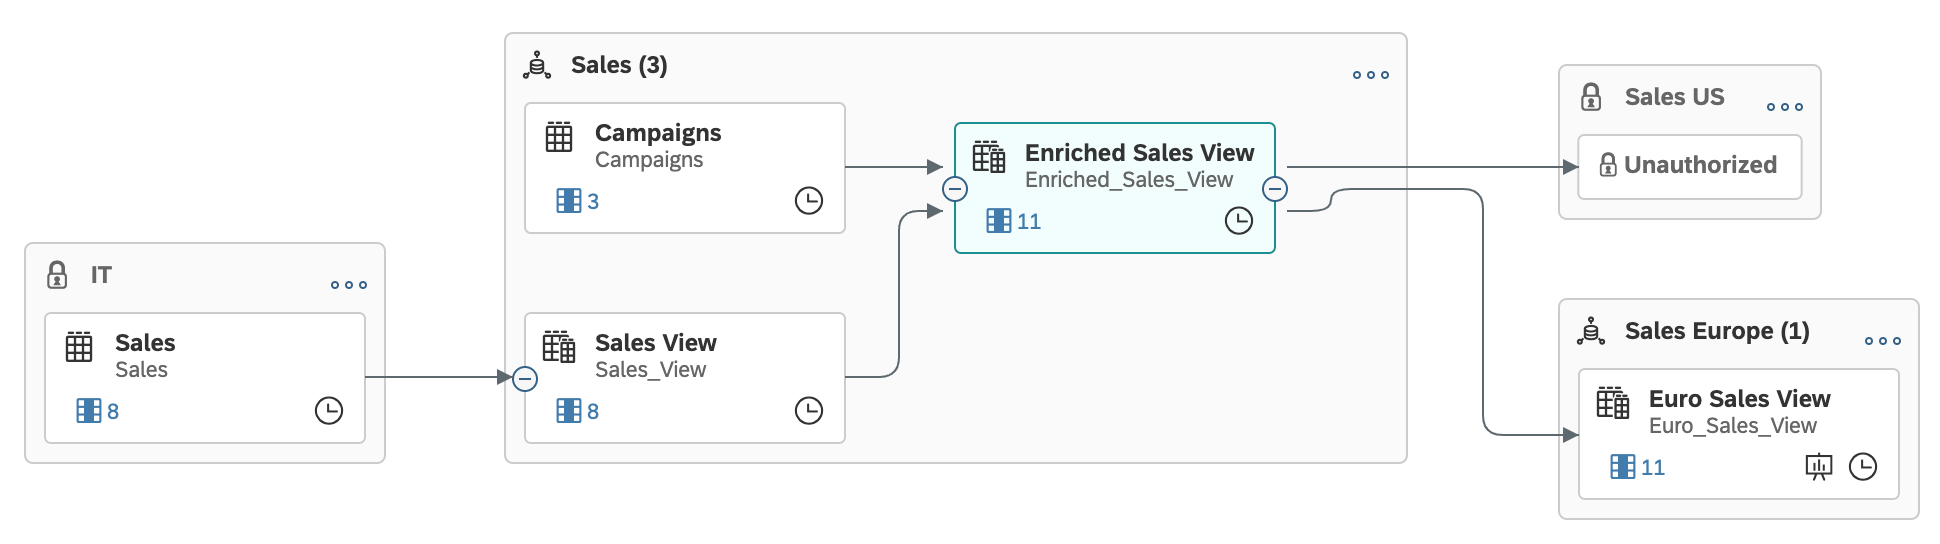 IT
Sales
Sales
8
Sales (3)
Campaigns
Campaigns
3
Sales View
Sales_View
8
Enriched Sales View
Enriched_Sales_View
11
Sales US
Unauthorized
Sales Europe (1)
Euro Sales View
Euro_Sales_View
11